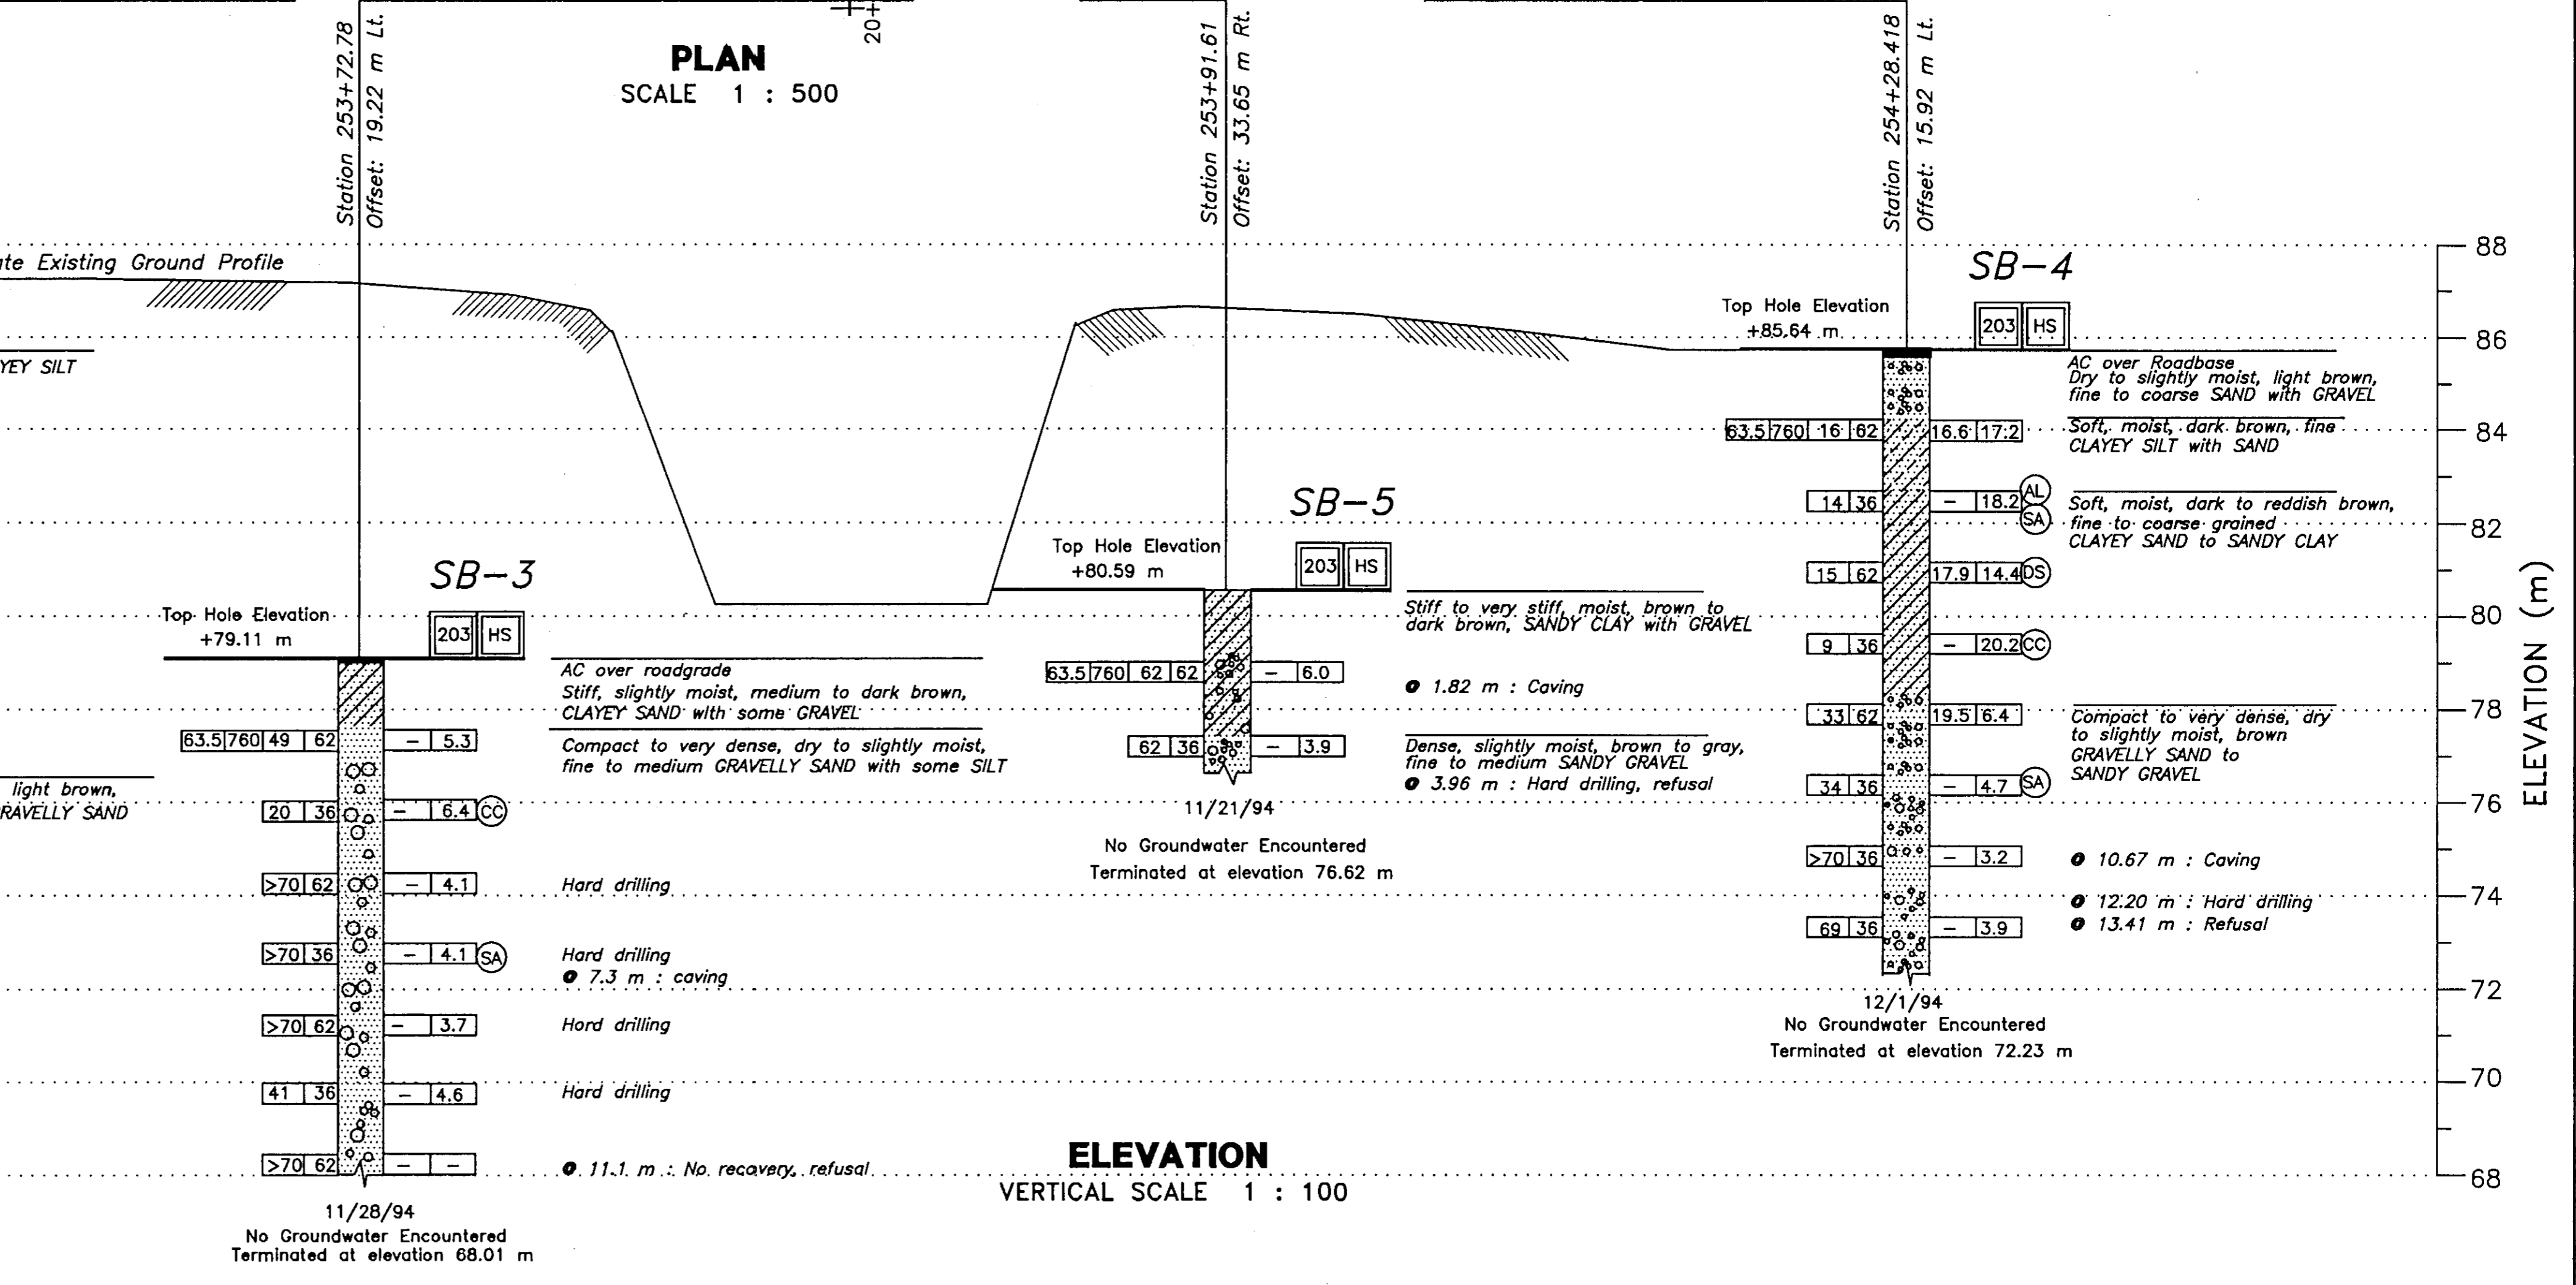 Station 253+72.78
Offset: 19.22 m Lt.
PLAN
SCALE 1 : 500
20+
Station 253+91.61
Offset: 33.65 m Rt.
Station 254+28.418
Offset: 15.92 m Lt.
te Existing Ground Profile
YEY SILT
light brown,
RAVELLY SAND
SB-3
Top Hole Elevation
+79.11 m
203 HS
AC over roadgrade
Stiff, slightly moist, medium to dark brown,
CLAYEY SAND with some GRAVEL
63.5 760 49 62 - 5.3
Compact to very dense, dry to slightly moist,
fine to medium GRAVELLY SAND with some SILT
20 36 - 6.4 CC
>70 62 - 4.1
Hard drilling
>70 36 - 4.1 SA
Hard drilling
@ 7.3 m : caving
>70 62 - 3.7
Hord drilling
41 36 - 4.6
Hard drilling
>70 62 - -
@ 11.1 m : No recovery, refusal
11/28/94
No Groundwater Encountered
Terminated at elevation 68.01 m
SB-5
Top Hole Elevation
+80.59 m
203 HS
Stiff to very stiff, moist, brown to
dark brown, SANDY CLAY with GRAVEL
63.5 760 62 62 - 6.0
@ 1.82 m : Caving
62 36 - 3.9
Dense, slightly moist, brown to gray,
fine to medium SANDY GRAVEL
@ 3.96 m : Hard drilling, refusal
11/21/94
No Groundwater Encountered
Terminated at elevation 76.62 m
SB-4
Top Hole Elevation
+85.64 m
203 HS
AC over Roadbase
Dry to slightly moist, light brown,
fine to coarse SAND with GRAVEL
63.5 760 16 62 16.6 17.2
Soft, moist, dark brown, fine
CLAYEY SILT with SAND
14 36 - 18.2 AL SA
Soft, moist, dark to reddish brown,
fine to coarse grained
CLAYEY SAND to SANDY CLAY
15 62 17.9 14.4 DS
9 36 - 20.2 CC
33 62 19.5 6.4
Compact to very dense, dry
to slightly moist, brown
GRAVELLY SAND to
SANDY GRAVEL
34 36 - 4.7 SA
>70 36 - 3.2
@ 10.67 m : Caving
@ 12.20 m : Hard drilling
69 36 - 3.9
@ 13.41 m : Refusal
12/1/94
No Groundwater Encountered
Terminated at elevation 72.23 m
88
86
84
82
80
78
76
74
72
70
68
ELEVATION (m)
ELEVATION
VERTICAL SCALE 1 : 100